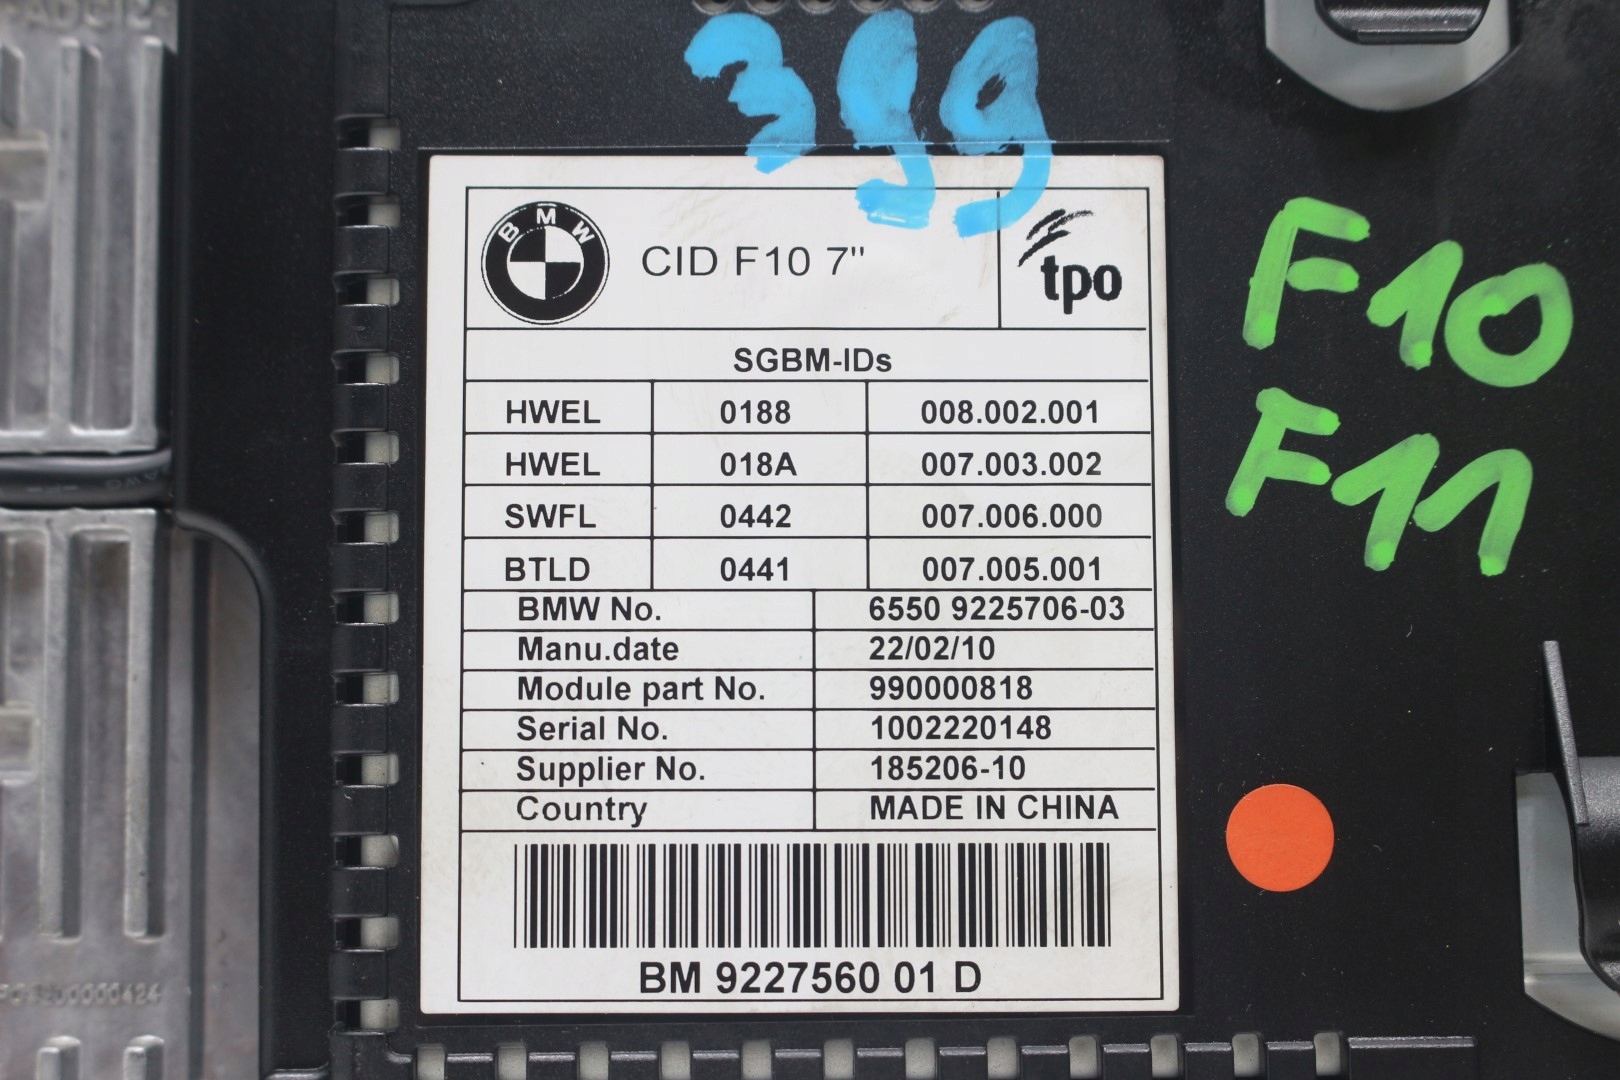 399
BMW
CID F10 7"
tpo
F10
F11
SGBM-IDs
HWEL 0188 008.002.001
HWEL 018A 007.003.002
SWFL 0442 007.006.000
BTLD 0441 007.005.001
BMW No. 6550 9225706-03
Manu.date 22/02/10
Module part No. 990000818
Serial No. 1002220148
Supplier No. 185206-10
Country MADE IN CHINA
BM 9227560 01 D